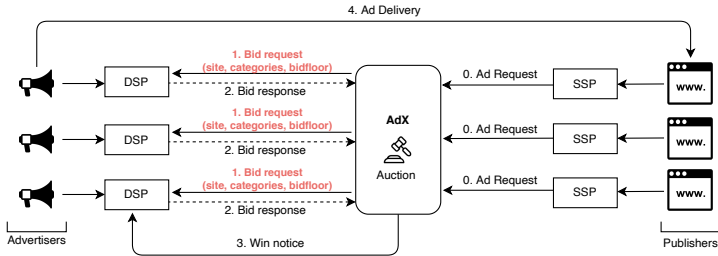 4. Ad Delivery
1. Bid request
(site, categories, bidfloor)
2. Bid response
DSP
0. Ad Request
SSP
www.
AdX
Auction
1. Bid request
(site, categories, bidfloor)
2. Bid response
DSP
0. Ad Request
SSP
www.
1. Bid request
(site, categories, bidfloor)
2. Bid response
DSP
0. Ad Request
SSP
www.
Advertisers
3. Win notice
Publishers